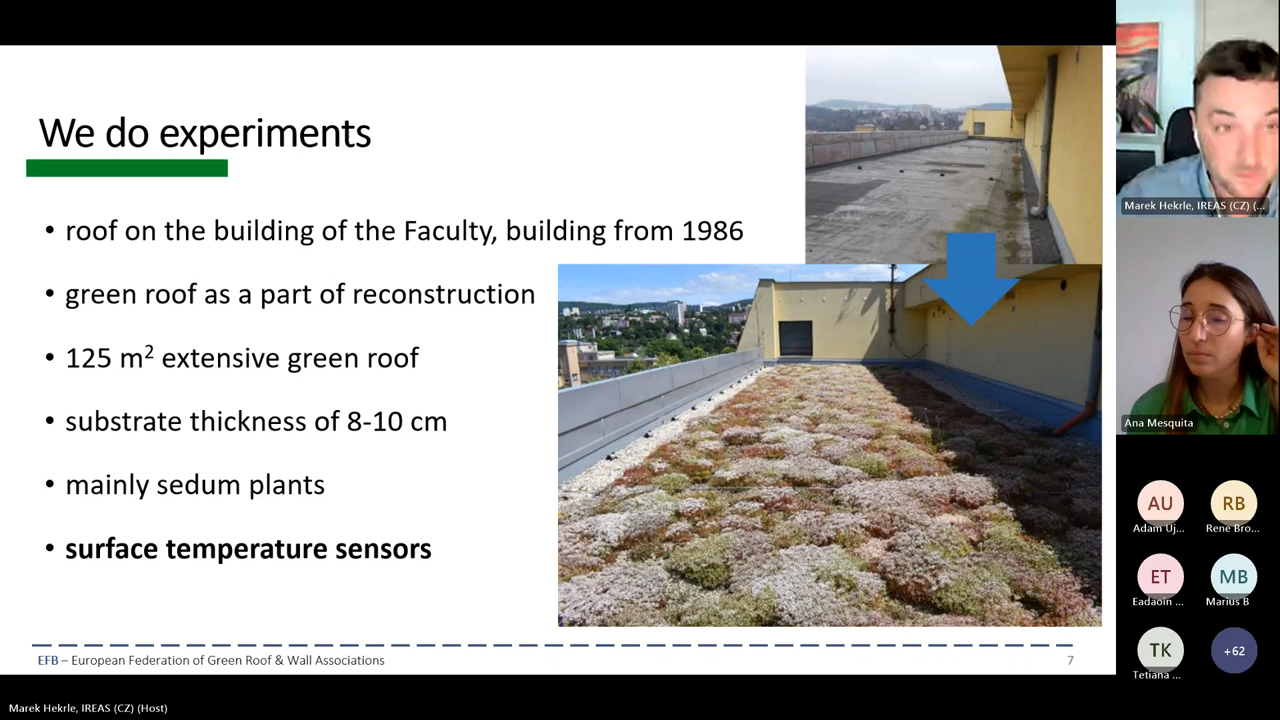 We do experiments
• roof on the building of the Faculty, building from 1986
• green roof as a part of reconstruction
• 125 m² extensive green roof
• substrate thickness of 8-10 cm
• mainly sedum plants
• surface temperature sensors
EFB – European Federation of Green Roof & Wall Associations
7
Marek Hekrle, IREAS (CZ) (...
Ana Mesquita
AU
RB
Adam Uj...
Rene Bro...
ET
MB
Eadaoin ...
Marius B
TK
+62
Tetiana ...
Marek Hekrle, IREAS (CZ) (Host)